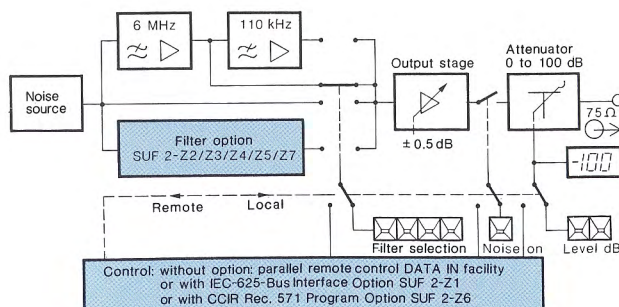 6 MHz
110 kHz
Noise
source
Filter option
SUF 2-Z2/Z3/Z4/Z5/Z7
Output stage
± 0.5 dB
Attenuator
0 to 100 dB
75 Ω
-100
Remote
Local
Filter selection
Noise on
Level dB
Control: without option: parallel remote control DATA IN facility
or with IEC-625-Bus Interface Option SUF 2-Z1
or with CCIR Rec. 571 Program Option SUF 2-Z6